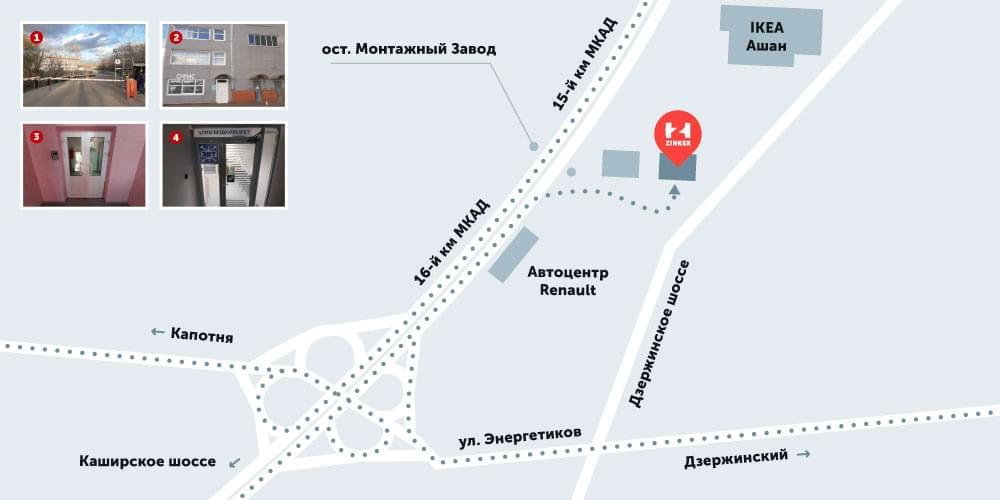 1
2
ОФИС
3
4
АГРОСПЕЦКОМПЛЕКТ
ост. Монтажный Завод
15-й км МКАД
IKEA
Ашан
ZINKER
16-й км МКАД
Автоцентр
Renault
Дзержинское шоссе
← Капотня
ул. Энергетиков
Каширское шоссе ↙
Дзержинский →